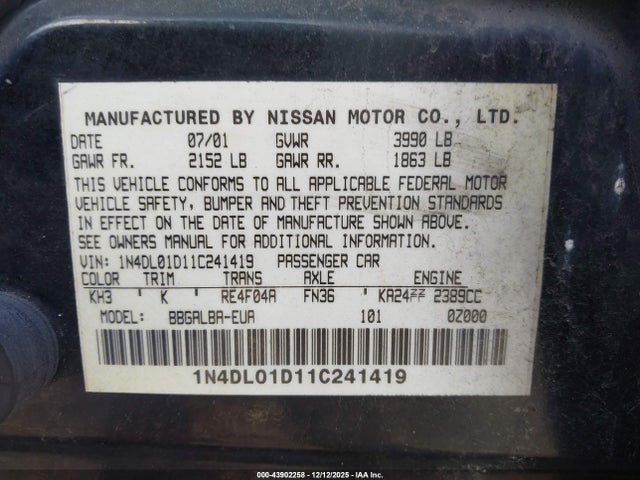 MANUFACTURED BY NISSAN MOTOR CO., LTD.
DATE 07/01 GVWR 3990 LB
GAWR FR. 2152 LB GAWR RR. 1863 LB
THIS VEHICLE CONFORMS TO ALL APPLICABLE FEDERAL MOTOR
VEHICLE SAFETY, BUMPER AND THEFT PREVENTION STANDARDS
IN EFFECT ON THE DATE OF MANUFACTURE SHOWN ABOVE.
SEE OWNERS MANUAL FOR ADDITIONAL INFORMATION.
VIN: 1N4DL01D11C241419 PASSENGER CAR
COLOR TRIM TRANS AXLE ENGINE
KH3 K RE4F04A FN36 KA24ZZ 2389CC
MODEL: BBGALBA-EUA 101 0Z000
1N4DL01D11C241419
000-43902258 - 12/12/2025 - IAA Inc.